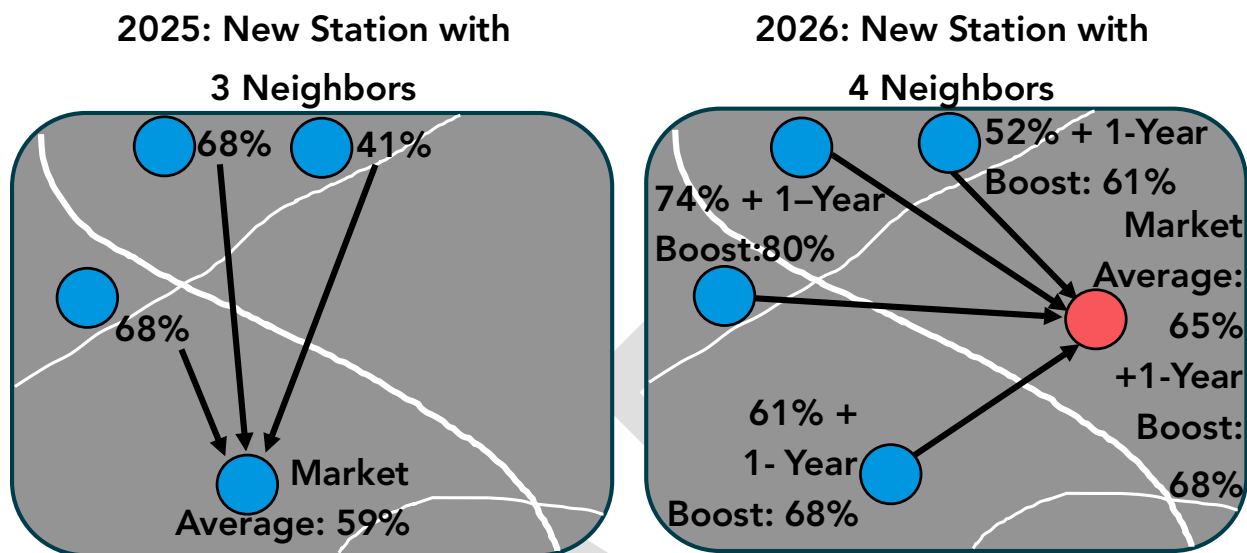 2025: New Station with
3 Neighbors
68%
41%
68%
Market
Average: 59%
2026: New Station with
4 Neighbors
52% + 1-Year
Boost: 61%
74% + 1–Year
Boost:80%
Market
Average:
65%
+1-Year
Boost:
68%
61% +
1- Year
Boost: 68%